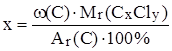 x = ω(C) · Mr(CxCly) / Ar(C) · 100%